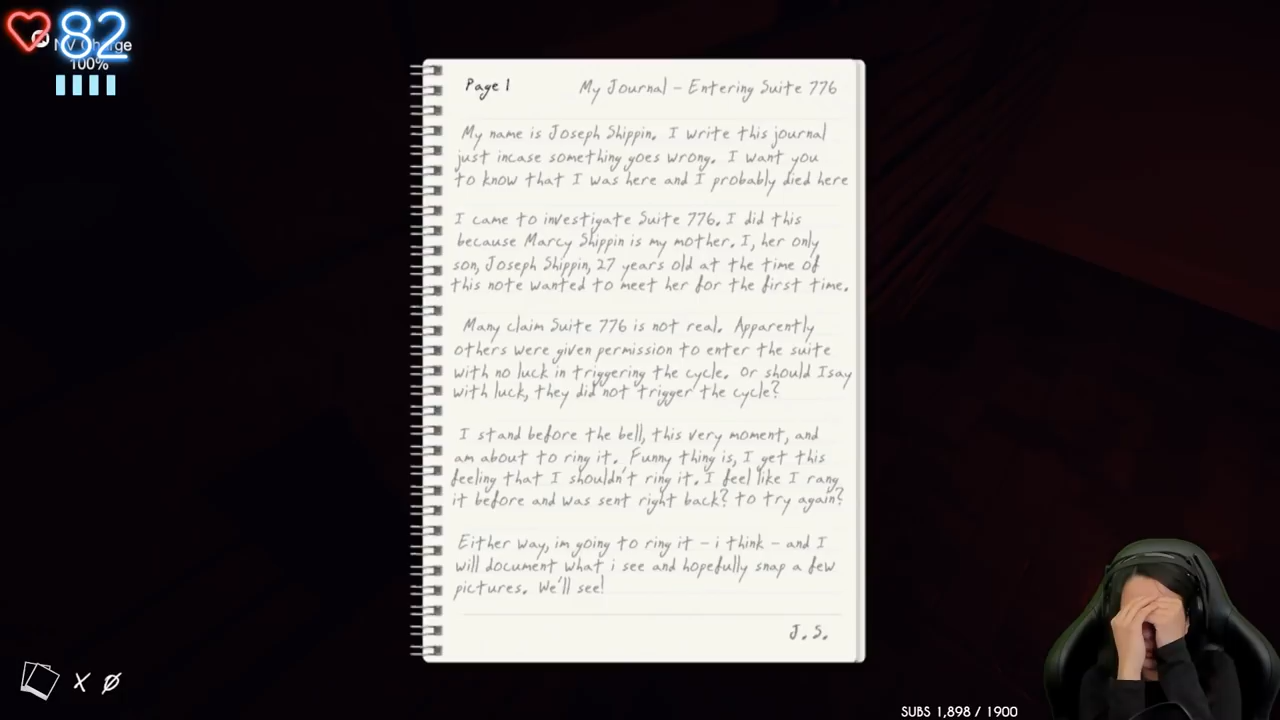 82
NV Charge
100%
Page 1
My Journal - Entering Suite 776
My name is Joseph Shippin. I write this journal
just incase something goes wrong. I want you
to know that I was here and I probably died here
I came to investigate Suite 776. I did this
because Marcy Shippin is my mother. I, her only
son, Joseph Shippin, 27 years old at the time of
this note wanted to meet her for the first time.
Many claim Suite 776 is not real. Apparently
others were given permission to enter the suite
with no luck in triggering the cycle. Or should I say
with luck, they did not trigger the cycle?
I stand before the bell, this very moment, and
am about to ring it. Funny thing is, I get this
feeling that I shouldn't ring it. I feel like I rang
it before and was sent right back? to try again?
Either way, im going to ring it - i think - and I
will document what i see and hopefully snap a few
pictures. We'll see!
J. S.
X Ø
SUBS 1,898 / 1900